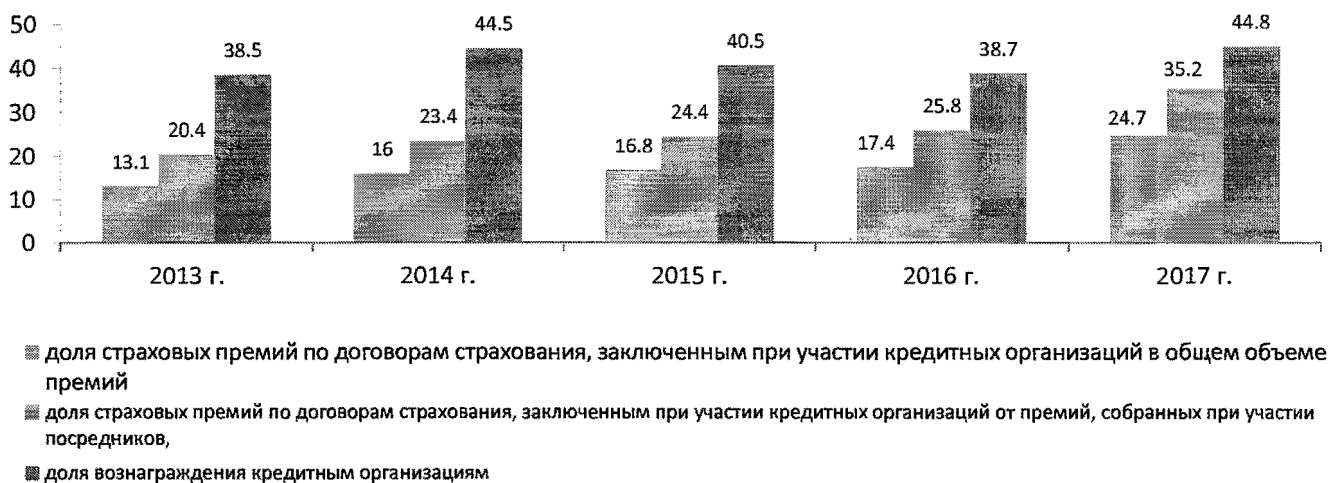 50
40
30
20
10
0
13.1
20.4
38.5
16
23.4
44.5
16.8
24.4
40.5
17.4
25.8
38.7
24.7
35.2
44.8
2013 г.
2014 г.
2015 г.
2016 г.
2017 г.
доля страховых премий по договорам страхования, заключенным при участии кредитных организаций в общем объеме
премий
доля страховых премий по договорам страхования, заключенным при участии кредитных организаций от премий, собранных при участии
посредников,
доля вознаграждения кредитным организациям